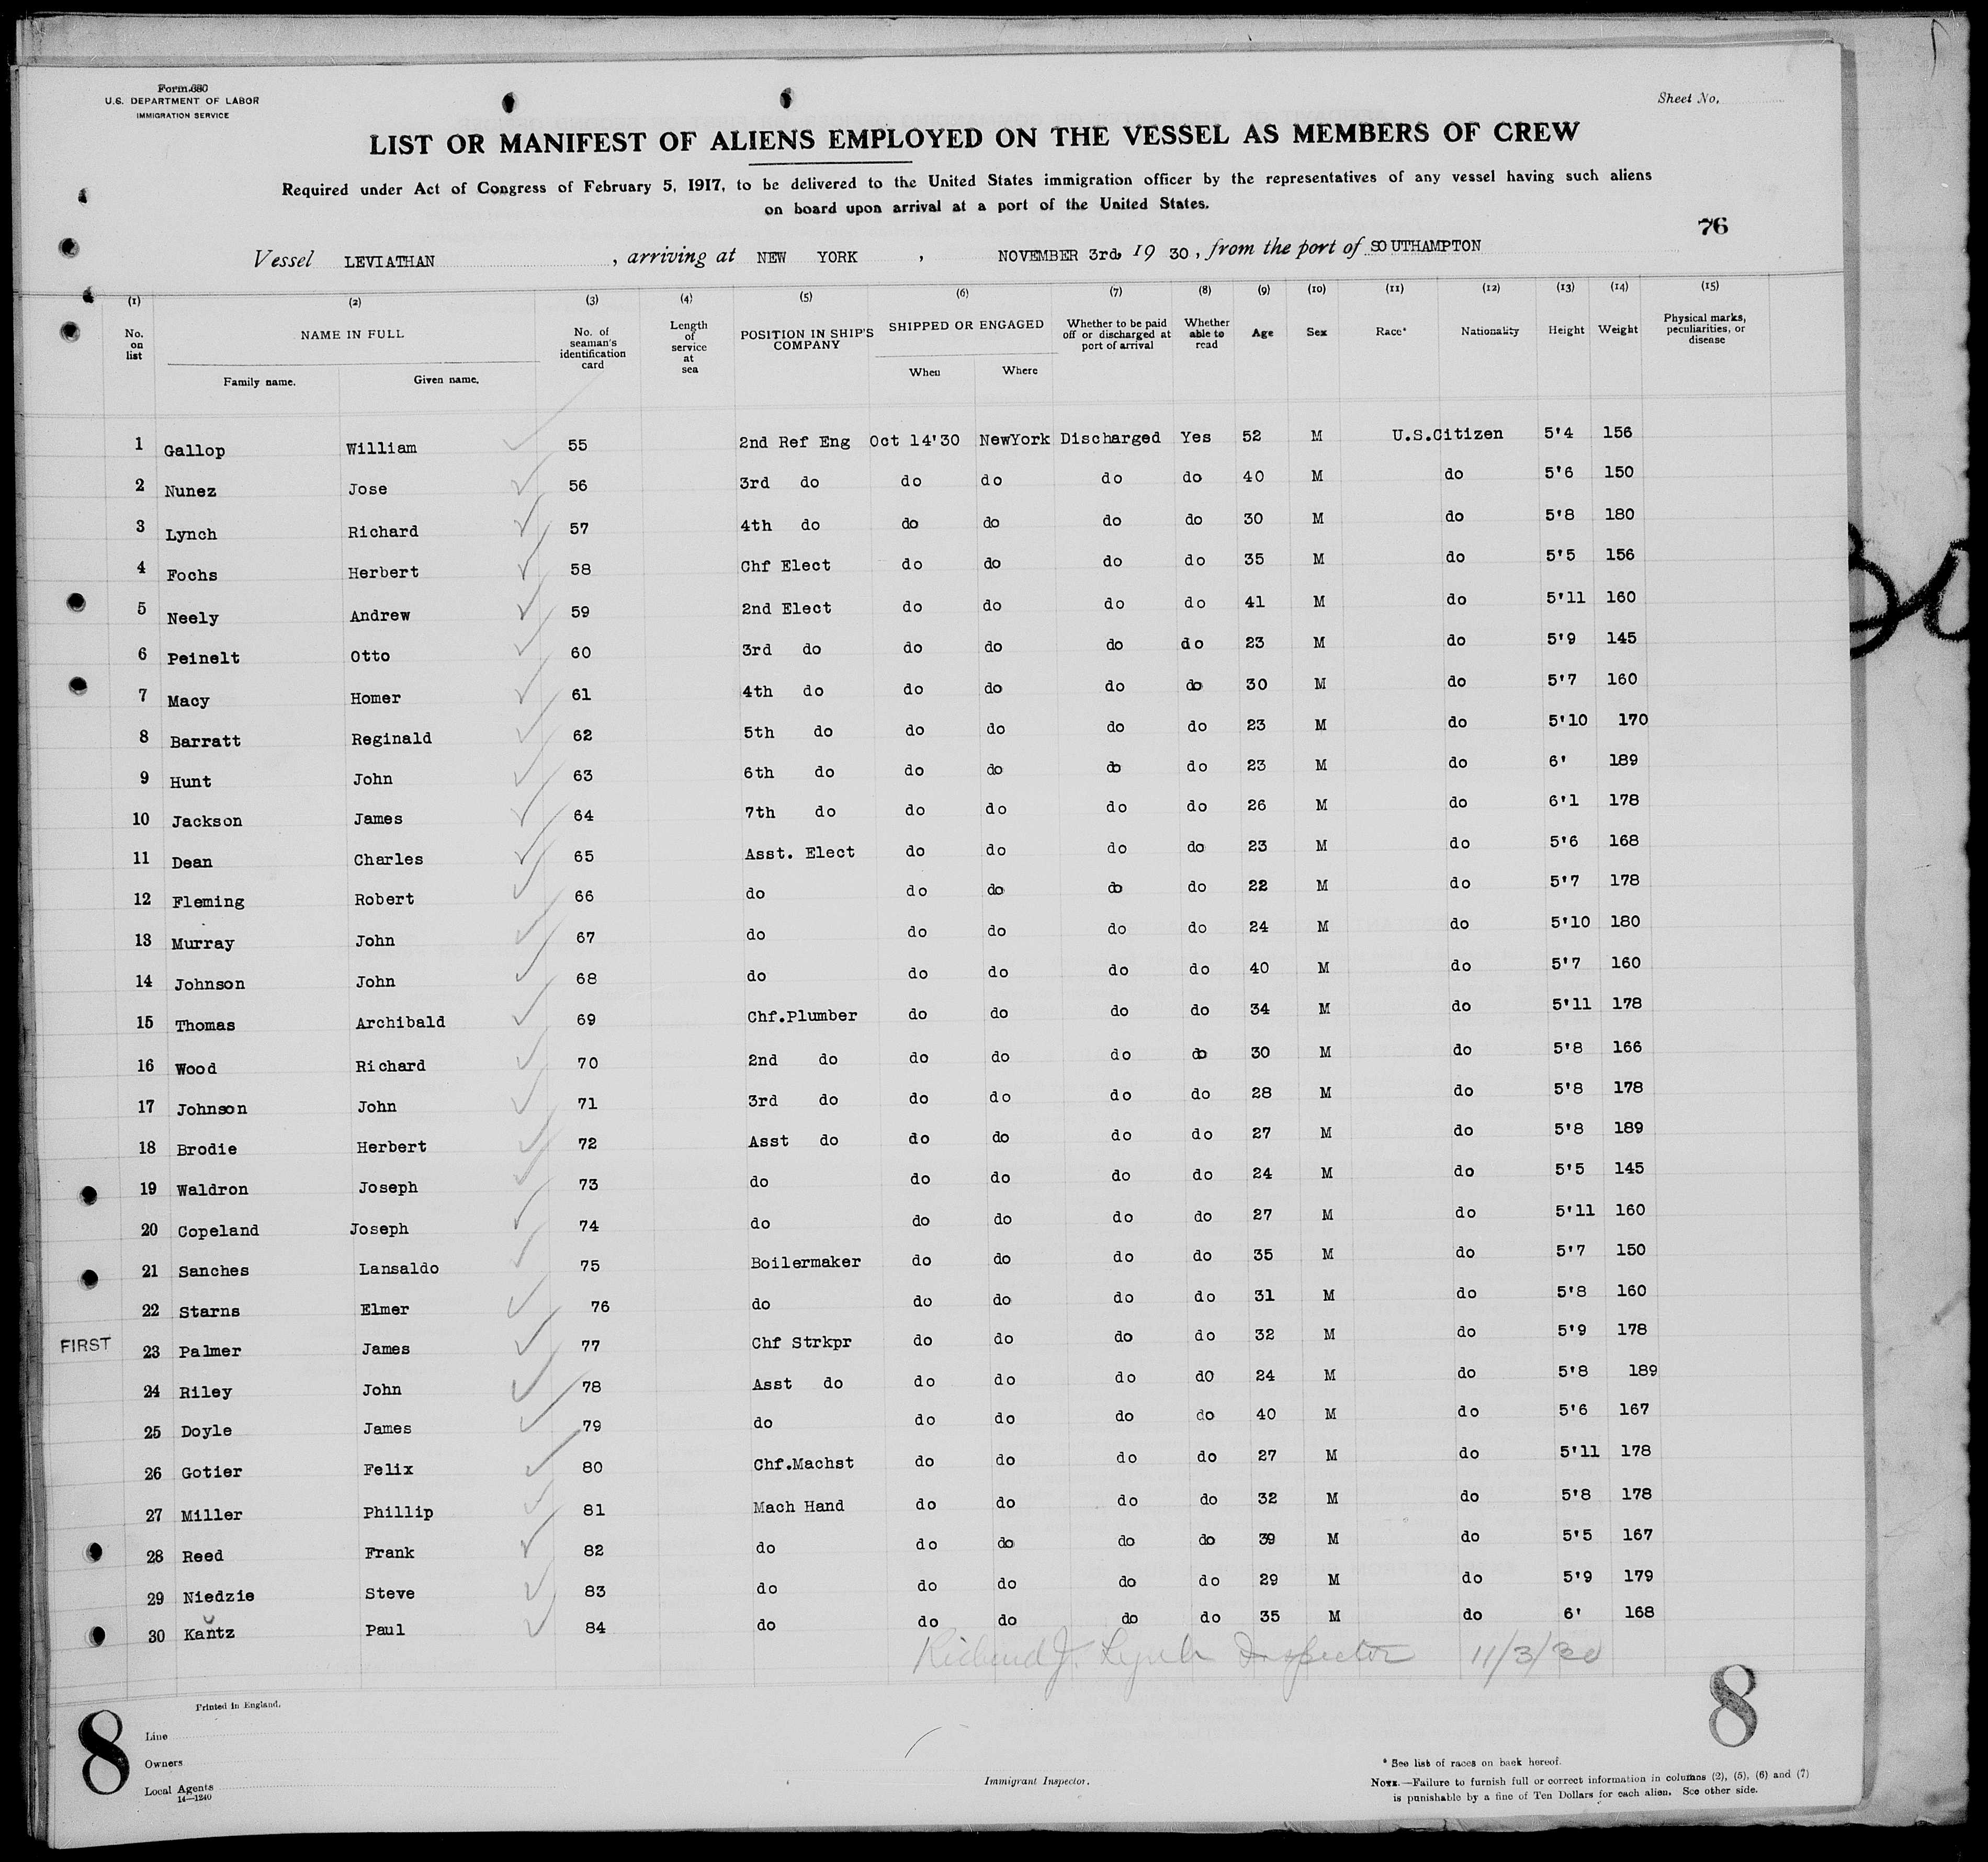 Form 680
U.S. DEPARTMENT OF LABOR
IMMIGRATION SERVICE
Sheet No.
LIST OR MANIFEST OF ALIENS EMPLOYED ON THE VESSEL AS MEMBERS OF CREW
Required under Act of Congress of February 5, 1917, to be delivered to the United States immigration officer by the representatives of any vessel having such aliens
on board upon arrival at a port of the United States.
76
Vessel LEVIATHAN , arriving at NEW YORK , NOVEMBER 3rd, 19 30, from the port of SOUTHAMPTON
(1) (2) (3) (4) (5) (6) (7) (8) (9) (10) (11) (12) (13) (14) (15)
No. on list NAME IN FULL No. of seaman's identification card Length of service at sea POSITION IN SHIP'S COMPANY SHIPPED OR ENGAGED Whether to be paid off or discharged at port of arrival Whether able to read Age Sex Race* Nationality Height Weight Physical marks, peculiarities, or disease
Family name. Given name. When Where
1 Gallop William 55 2nd Ref Eng Oct 14'30 NewYork Discharged Yes 52 M U.S.Citizen 5'4 156
2 Nunez Jose 56 3rd do do do do do 40 M do 5'6 150
3 Lynch Richard 57 4th do do do do do 30 M do 5'8 180
4 Fochs Herbert 58 Chf Elect do do do do 35 M do 5'5 156
5 Neely Andrew 59 2nd Elect do do do do 41 M do 5'11 160
6 Peinelt Otto 60 3rd do do do do do 23 M do 5'9 145
7 Macy Homer 61 4th do do do do do 30 M do 5'7 160
8 Barratt Reginald 62 5th do do do do do 23 M do 5'10 170
9 Hunt John 63 6th do do do do do 23 M do 6' 189
10 Jackson James 64 7th do do do do do 26 M do 6'1 178
11 Dean Charles 65 Asst. Elect do do do do 23 M do 5'6 168
12 Fleming Robert 66 do do do do do 22 M do 5'7 178
13 Murray John 67 do do do do do 24 M do 5'10 180
14 Johnson John 68 do do do do do 40 M do 5'7 160
15 Thomas Archibald 69 Chf.Plumber do do do do 34 M do 5'11 178
16 Wood Richard 70 2nd do do do do do 30 M do 5'8 166
17 Johnson John 71 3rd do do do do do 28 M do 5'8 178
18 Brodie Herbert 72 Asst do do do do do 27 M do 5'8 189
19 Waldron Joseph 73 do do do do do 24 M do 5'5 145
20 Copeland Joseph 74 do do do do do 27 M do 5'11 160
21 Sanches Lansaldo 75 Boilermaker do do do do 35 M do 5'7 150
22 Starns Elmer 76 do do do do do 31 M do 5'8 160
FIRST 23 Palmer James 77 Chf Strkpr do do do do 32 M do 5'9 178
24 Riley John 78 Asst do do do do do 24 M do 5'8 189
25 Doyle James 79 do do do do do 40 M do 5'6 167
26 Gotier Felix 80 Chf.Machst do do do do 27 M do 5'11 178
27 Miller Phillip 81 Mach Hand do do do do 32 M do 5'8 178
28 Reed Frank 82 do do do do do 39 M do 5'5 167
29 Niedzie Steve 83 do do do do do 29 M do 5'9 179
30 Kantz Paul 84 do do do do do 35 M do 6' 168
Richard J. Lynch Inspector 11/3/30
8 8
Printed in England.
Line
Owners
Local Agents
14—1240
Immigrant Inspector.
* See list of races on back hereof.
NOTE.—Failure to furnish full or correct information in columns (2), (5), (6) and (7)
is punishable by a fine of Ten Dollars for each alien. See other side.